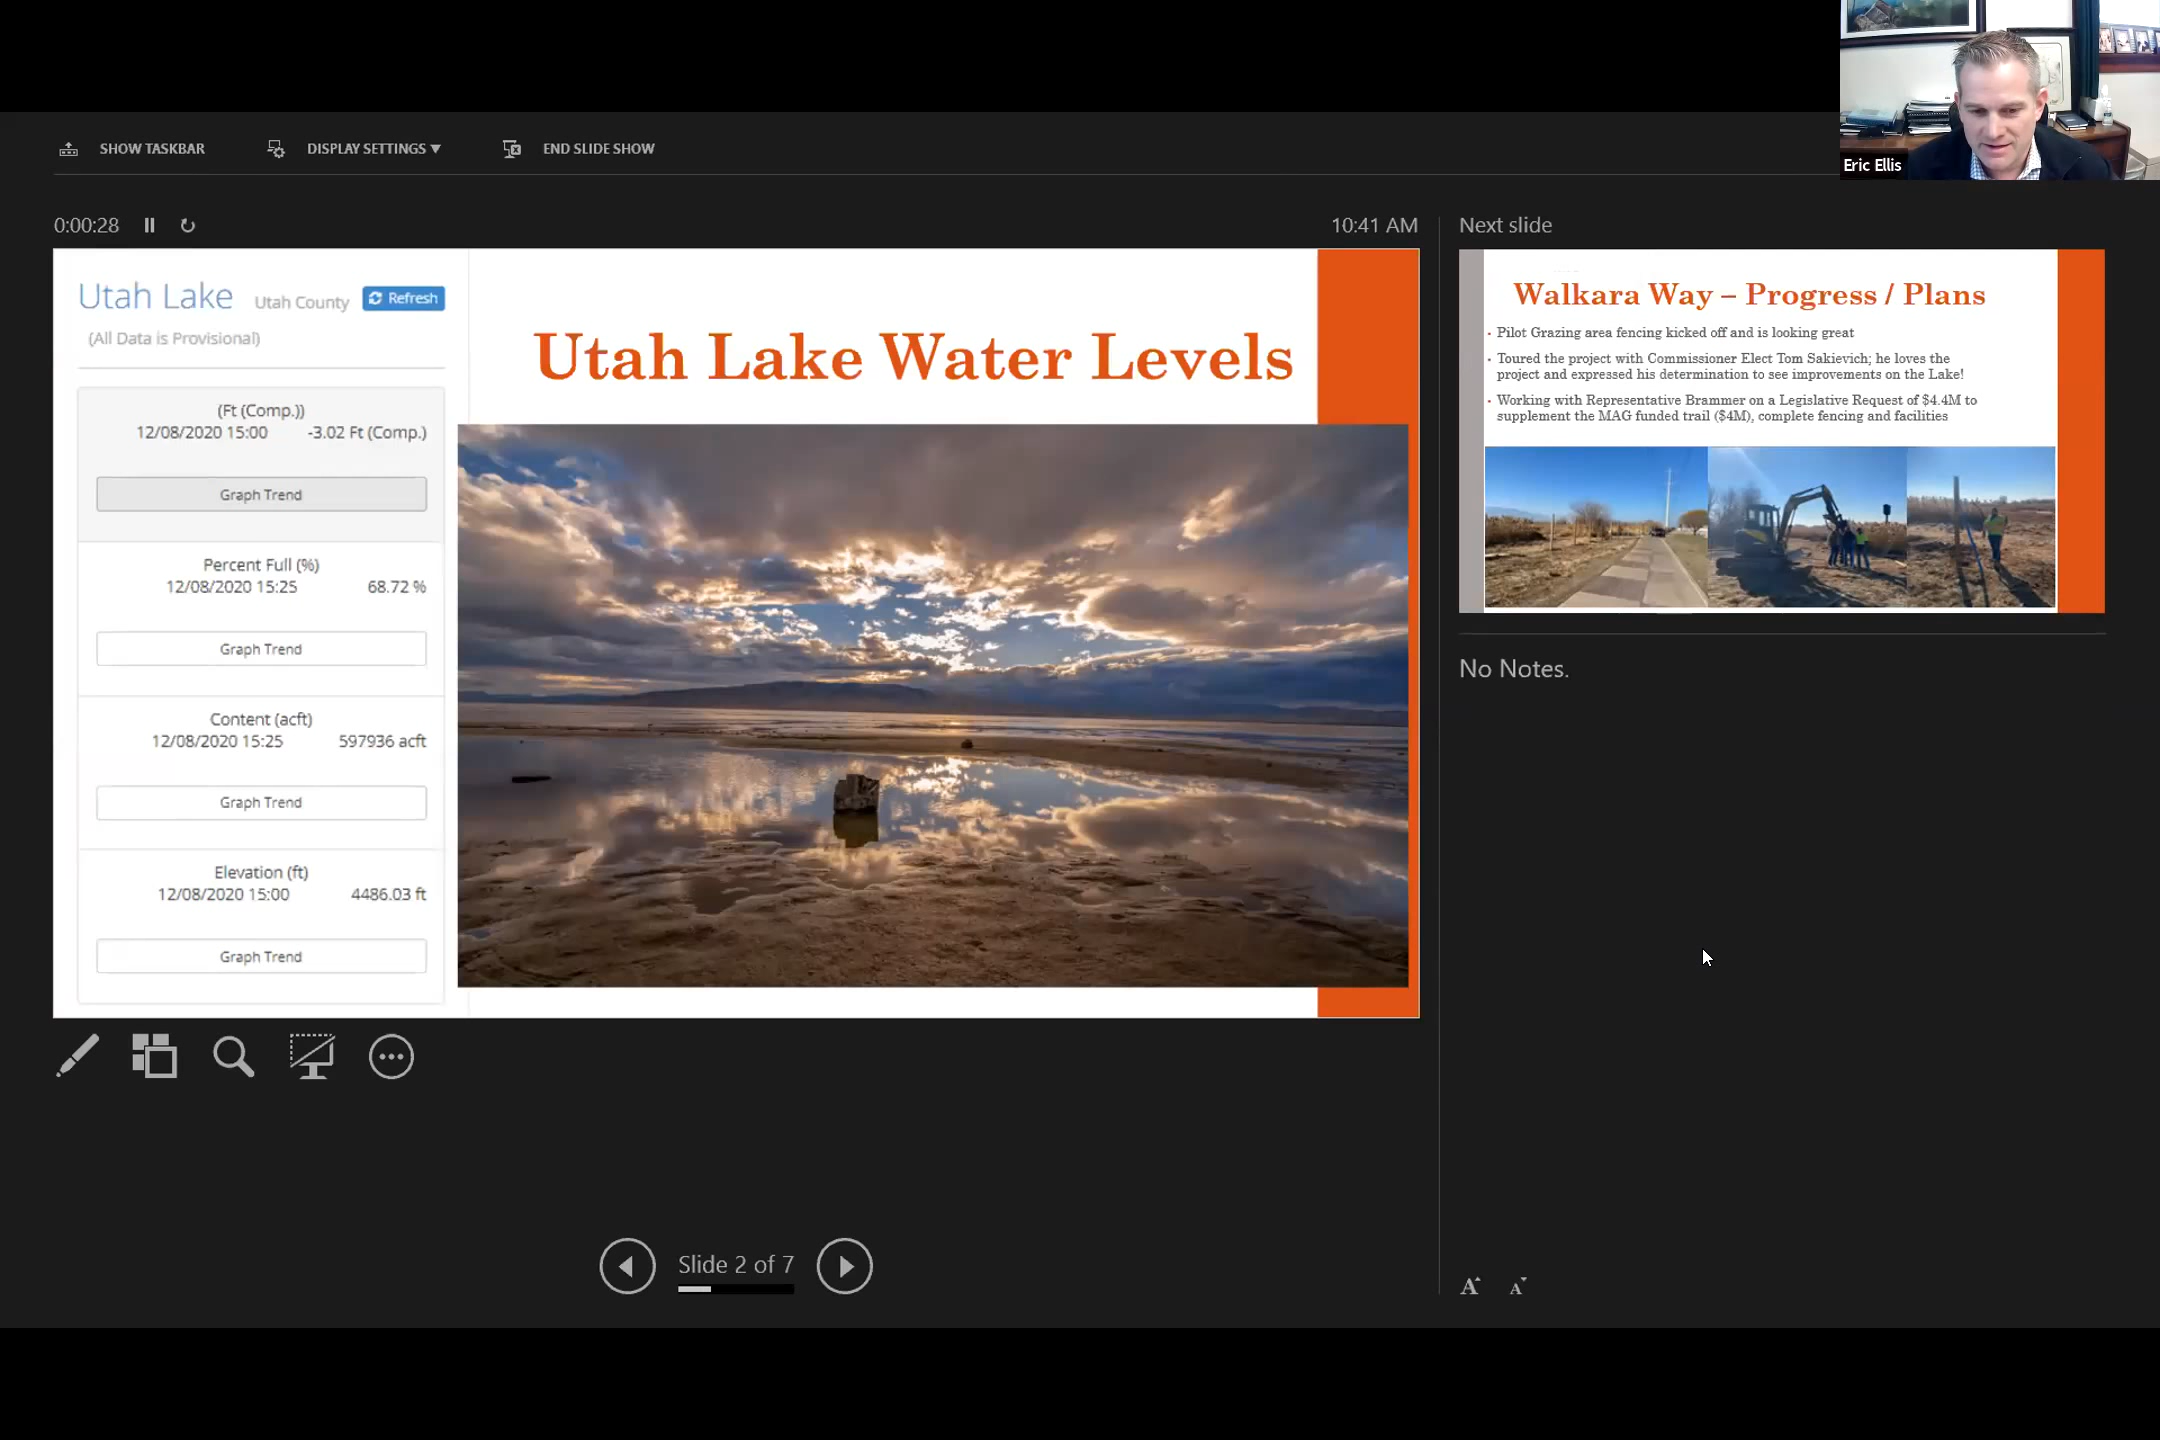 Eric Ellis
SHOW TASKBAR
DISPLAY SETTINGS
END SLIDE SHOW
0:00:28
10:41 AM
Utah Lake Utah County Refresh
(All Data is Provisional)
(Ft (Comp.))
12/08/2020 15:00 -3.02 Ft (Comp.)
Graph Trend
Percent Full (%)
12/08/2020 15:25 68.72 %
Graph Trend
Content (acft)
12/08/2020 15:25 597936 acft
Graph Trend
Elevation (ft)
12/08/2020 15:00 4486.03 ft
Graph Trend
Utah Lake Water Levels
Slide 2 of 7
Next slide
Walkara Way – Progress / Plans
Pilot Grazing area fencing kicked off and is looking great
Toured the project with Commissioner Elect Tom Sakievich; he loves the
project and expressed his determination to see improvements on the Lake!
Working with Representative Brammer on a Legislative Request of $4.4M to
supplement the MAG funded trail ($4M), complete fencing and facilities
No Notes.
A A